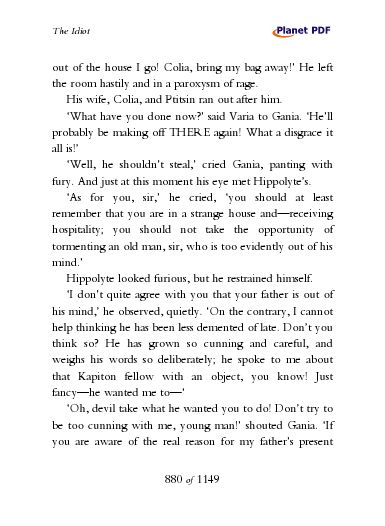 The Idiot
Planet PDF
out of the house I go! Colia, bring my bag away!’ He left
the room hastily and in a paroxysm of rage.
His wife, Colia, and Ptitsin ran out after him.
‘What have you done now?’ said Varia to Gania. ‘He’ll
probably be making off THERE again! What a disgrace it
all is!’
‘Well, he shouldn’t steal,’ cried Gania, panting with
fury. And just at this moment his eye met Hippolyte’s.
‘As for you, sir,’ he cried, ‘you should at least
remember that you are in a strange house and—receiving
hospitality; you should not take the opportunity of
tormenting an old man, sir, who is too evidently out of his
mind.’
Hippolyte looked furious, but he restrained himself.
‘I don’t quite agree with you that your father is out of
his mind,’ he observed, quietly. ‘On the contrary, I cannot
help thinking he has been less demented of late. Don’t you
think so? He has grown so cunning and careful, and
weighs his words so deliberately; he spoke to me about
that Kapiton fellow with an object, you know! Just
fancy—he wanted me to—‘
‘Oh, devil take what he wanted you to do! Don’t try to
be too cunning with me, young man!’ shouted Gania. ‘If
you are aware of the real reason for my father’s present
880 of 1149